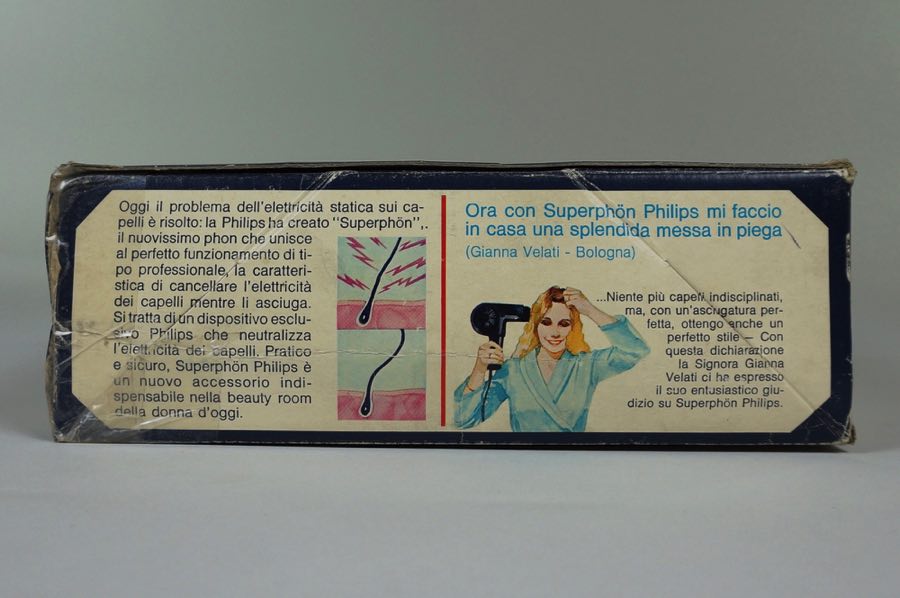 Oggi il problema dell'elettricità statica sui ca-
pelli è risolto: la Philips ha creato "Superphön",.
il nuovissimo phon che unisce
al perfetto funzionamento di ti-
po professionale, la caratteri-
stica di cancellare l'elettricità
dei capelli mentre li asciuga.
Si tratta di un dispositivo esclu-
sivo Philips che neutralizza
l'elettricità dei capelli. Pratico
e sicuro, Superphön Philips è
un nuovo accessorio indi-
spensabile nella beauty room
della donna d'oggi.
Ora con Superphön Philips mi faccio
in casa una splendida messa in piega
(Gianna Velati - Bologna)
...Niente più capelli indisciplinati,
ma, con un'asciugatura per-
fetta, ottengo anche un
perfetto stile - Con
questa dichiarazione
la Signora Gianna
Velati ci ha espresso
il suo entusiastico giu-
dizio su Superphön Philips.